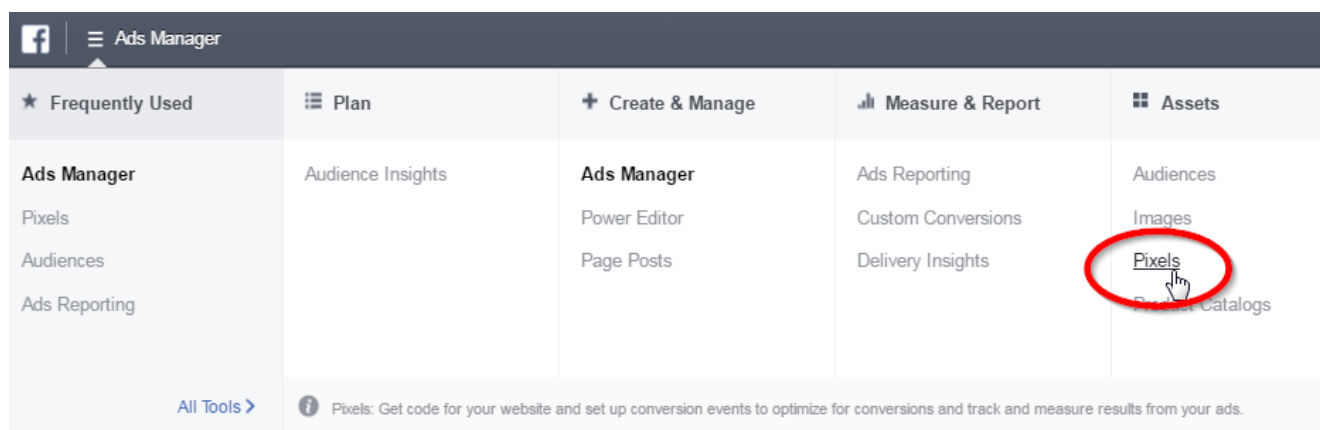 f Ads Manager
Frequently Used
Ads Manager
Pixels
Audiences
Ads Reporting
All Tools
Plan
Audience Insights
Create & Manage
Ads Manager
Power Editor
Page Posts
Measure & Report
Ads Reporting
Custom Conversions
Delivery Insights
Assets
Audiences
Images
Pixels
Product Catalogs
Pixels: Get code for your website and set up conversion events to optimize for conversions and track and measure results from your ads.